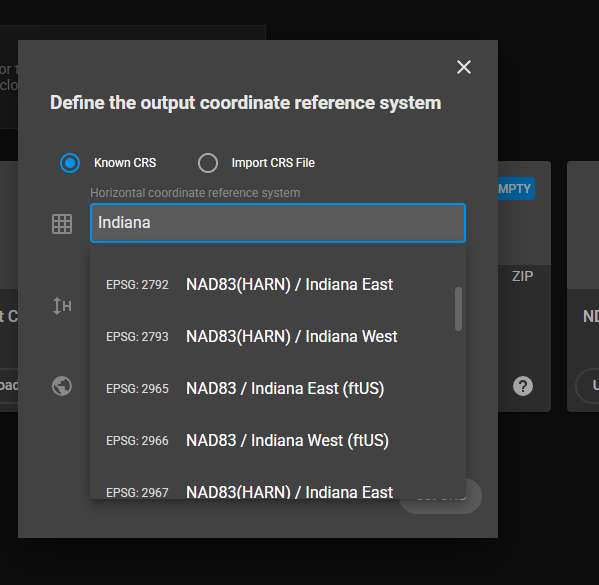 or t
clo
Define the output coordinate reference system
Known CRS
Import CRS File
Horizontal coordinate reference system
Indiana
MPTY
EPSG: 2792 NAD83(HARN) / Indiana East
ZIP
H
EPSG: 2793 NAD83(HARN) / Indiana West
t C
ND
EPSG: 2965 NAD83 / Indiana East (ftUS)
oad
?
U
EPSG: 2966 NAD83 / Indiana West (ftUS)
EPSG: 2967 NAD83(HARN) / Indiana East